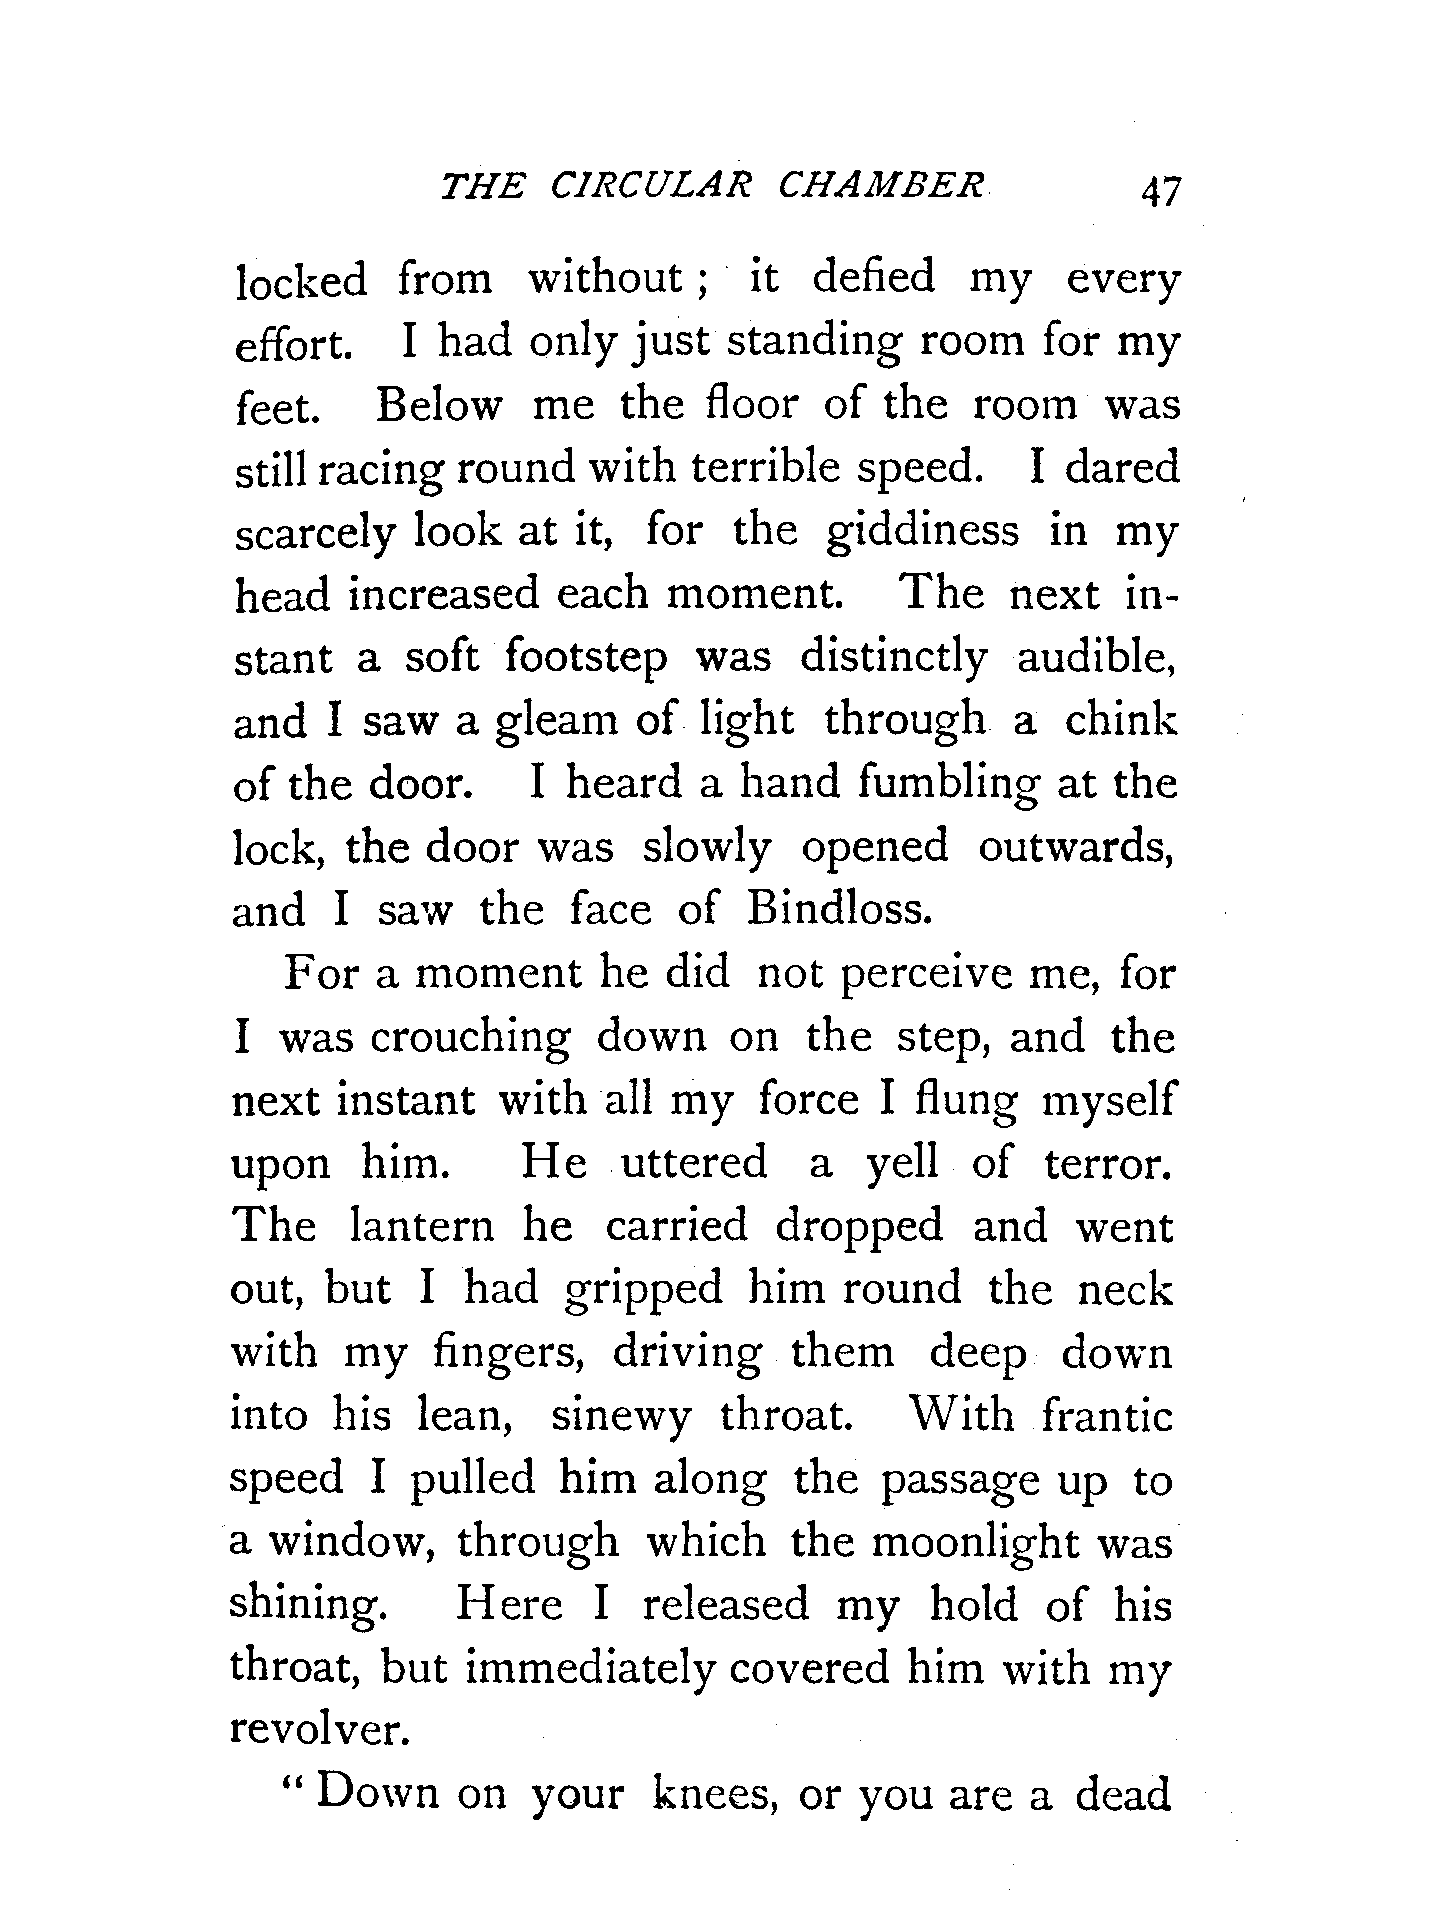 THE CIRCULAR CHAMBER 47
locked from without ; it defied my every
effort. I had only just standing room for my
feet. Below me the floor of the room was
still racing round with terrible speed. I dared
scarcely look at it, for the giddiness in my
head increased each moment. The next in-
stant a soft footstep was distinctly audible,
and I saw a gleam of light through a chink
of the door. I heard a hand fumbling at the
lock, the door was slowly opened outwards,
and I saw the face of Bindloss.
For a moment he did not perceive me, for
I was crouching down on the step, and the
next instant with all my force I flung myself
upon him. He uttered a yell of terror.
The lantern he carried dropped and went
out, but I had gripped him round the neck
with my fingers, driving them deep down
into his lean, sinewy throat. With frantic
speed I pulled him along the passage up to
a window, through which the moonlight was
shining. Here I released my hold of his
throat, but immediately covered him with my
revolver.
“ Down on your knees, or you are a dead